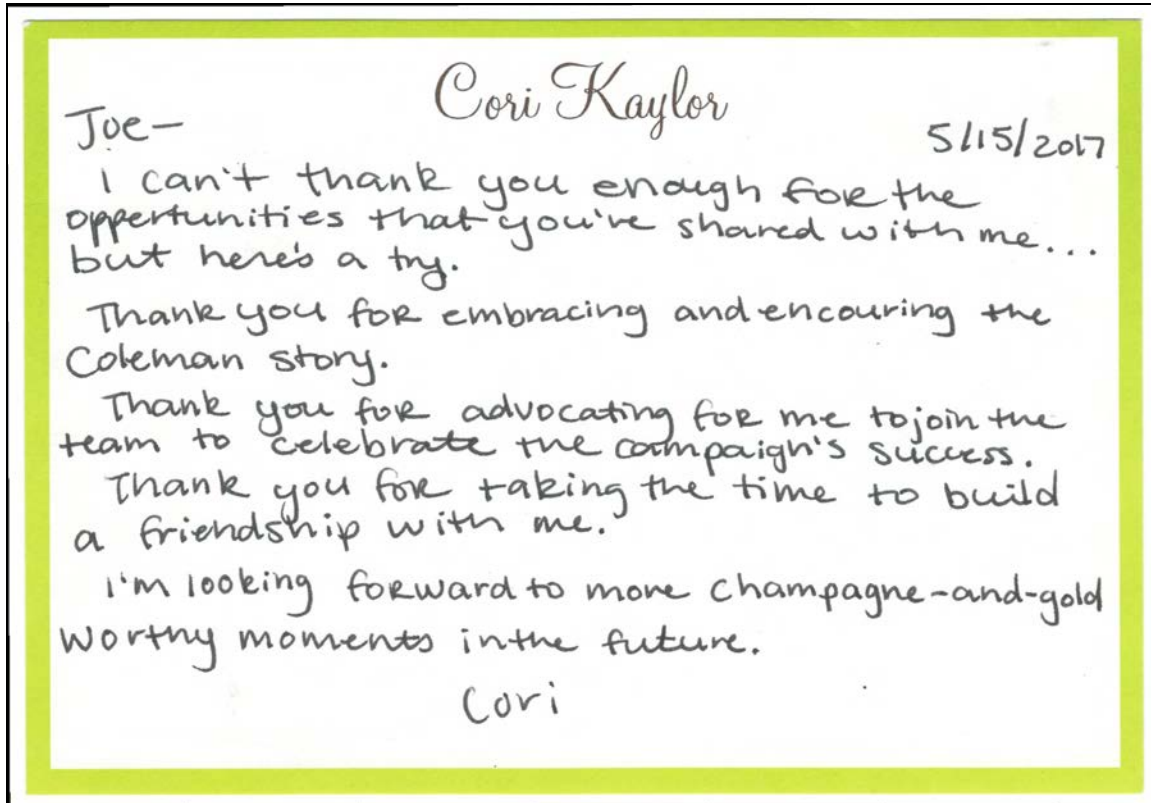 Cori Kaylor
Joe-
5/15/2017
I can't thank you enough for the
oppertunities that you've shared with me...
but here's a try.
Thank you for embracing and encouring the
Coleman story.
Thank you for advocating for me to join the
team to celebrate the campaign's success.
Thank you for taking the time to build
a friendship with me.
I'm looking forward to more champagne-and-gold
worthy moments in the future.
Cori